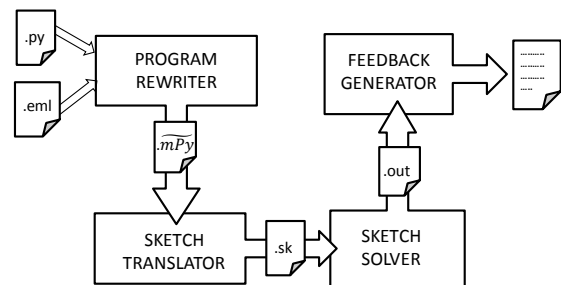 .py
.eml
PROGRAM
REWRITER
.mPy
SKETCH
TRANSLATOR
.sk
SKETCH
SOLVER
.out
FEEDBACK
GENERATOR